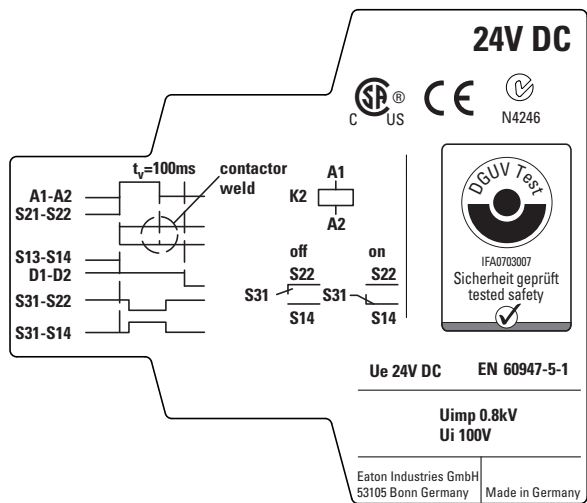 24V DC
CSA ®
C US
CE
N4246
t_v=100ms
contactor
weld
A1-A2
S21-S22
S13-S14
D1-D2
S31-S22
S31-S14
A1
K2
A2
off
on
S22
S22
S31
S31
S14
S14
DGUV Test
IFA0703007
Sicherheit geprüft
tested safety
Ue 24V DC
EN 60947-5-1
Uimp 0.8kV
Ui 100V
Eaton Industries GmbH
53105 Bonn Germany
Made in Germany